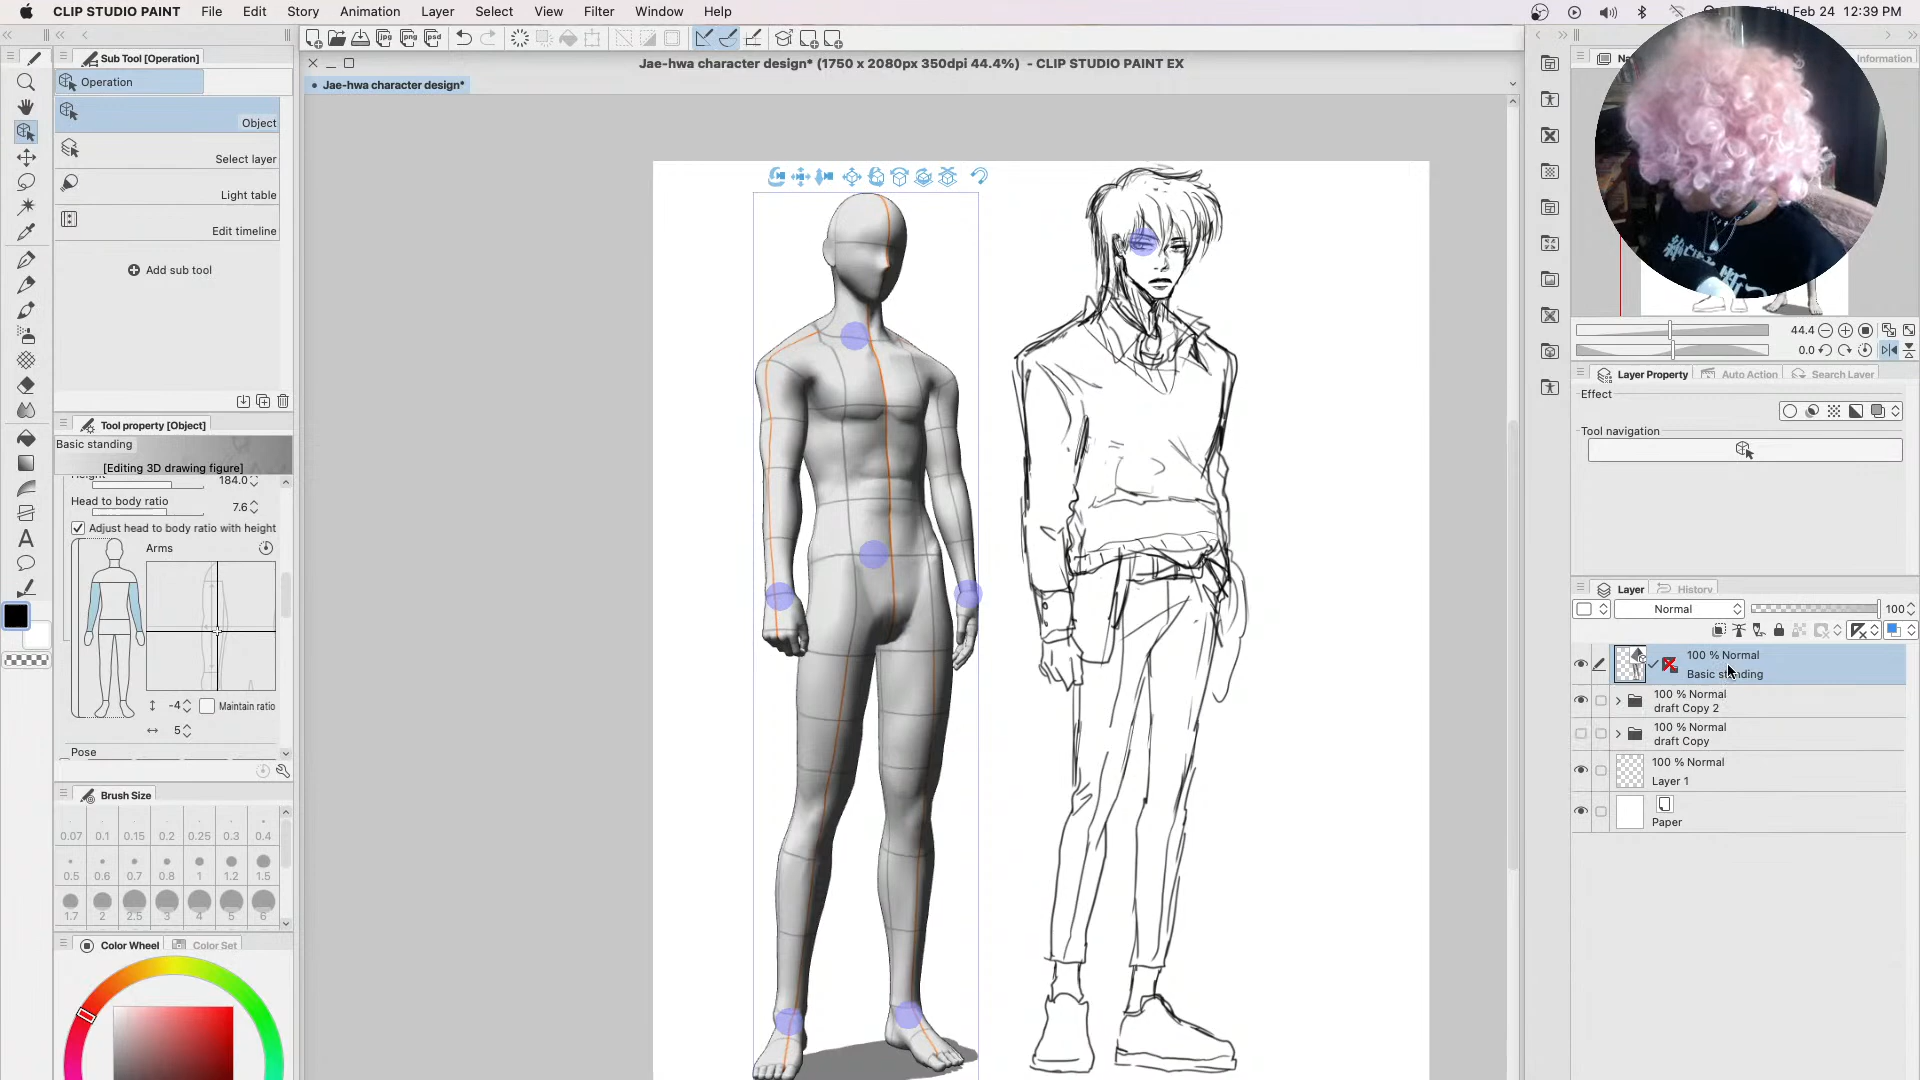 CLIP STUDIO PAINT File Edit Story Animation Layer Select View Filter Window Help
Thu Feb 24 12:39 PM
Sub Tool [Operation]
Operation
Object
Select layer
Light table
Edit timeline
Add sub tool
Tool property [Object]
Basic standing
[Editing 3D drawing figure]
Height 184.0
Head to body ratio 7.6
Adjust head to body ratio with height
Arms
-4 Maintain ratio
5
Pose
Brush Size
0.07 0.1 0.15 0.2 0.25 0.3 0.4
0.5 0.6 0.7 0.8 1 1.2 1.5
1.7 2 2.5 3 4 5 6
Color Wheel Color Set
png psd
Jae-hwa character design* (1750 x 2080px 350dpi 44.4%) - CLIP STUDIO PAINT EX
Jae-hwa character design*
Information
44.4
0.0
Layer Property Auto Action Search Layer
Effect
Tool navigation
Layer History
Normal 100
100 % Normal
Basic standing
100 % Normal
draft Copy 2
100 % Normal
draft Copy
100 % Normal
Layer 1
Paper